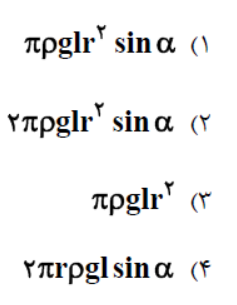 ۱) πρglr۲ sin α
۲) ۲πρglr۲ sin α
۳) πρglr۲
۴) ۲πrρgl sin α